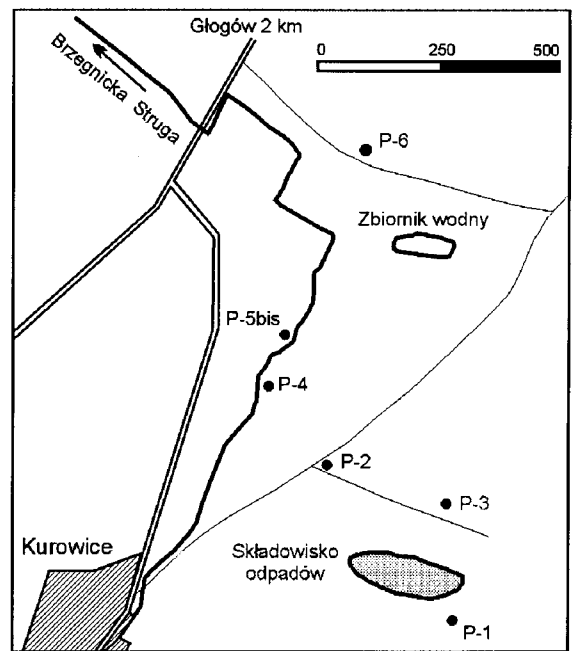 Głogów 2 km
0 250 500
Brzegnicka
Struga
P-6
Zbiornik wodny
P-5bis
P-4
P-2
P-3
Kurowice
Składowisko
odpadów
P-1